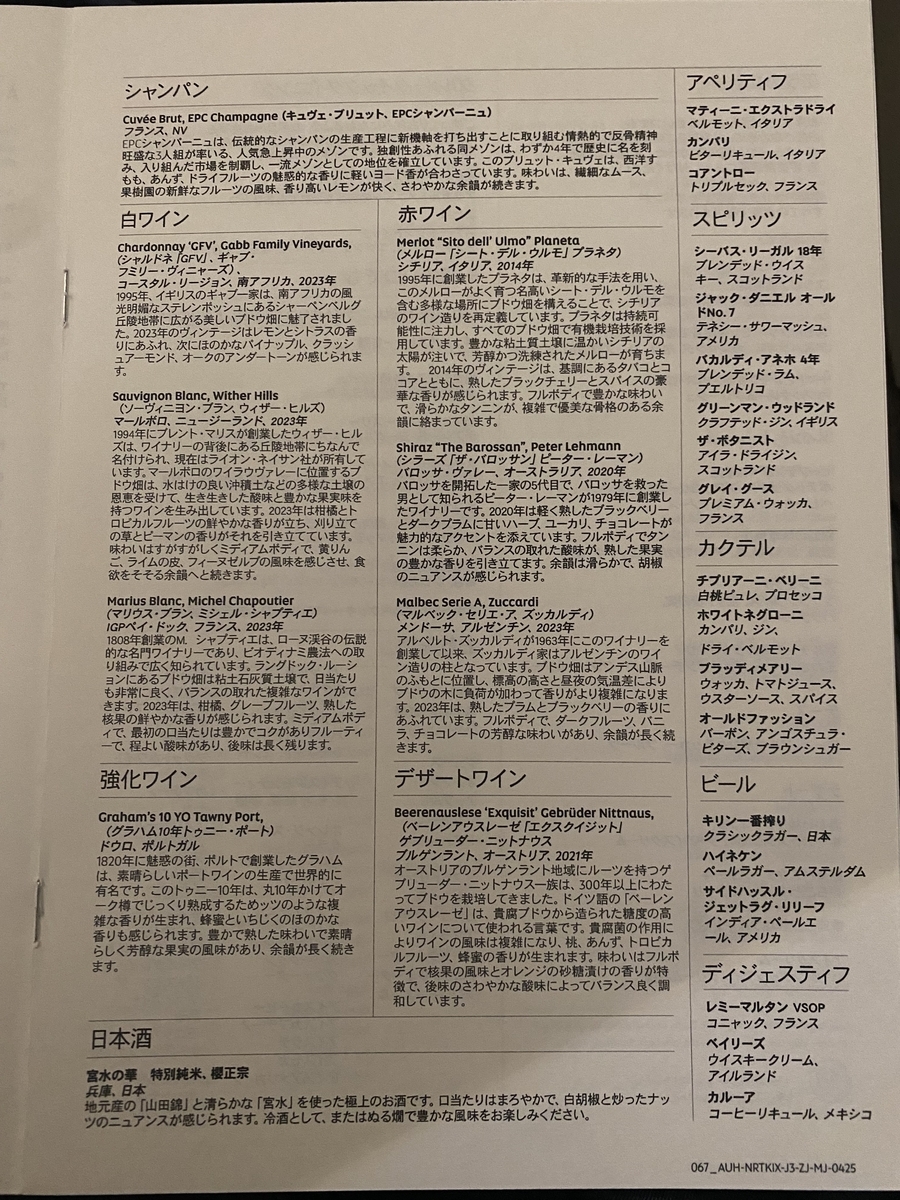 シャンパン
Cuvée Brut, EPC Champagne (キュヴェ・ブリュット、EPCシャンパーニュ)
フランス、NV
EPCシャンパーニュは、伝統的なシャンパンの生産工程に新機軸を打ち出すことに取り組む情熱的で反骨精神
旺盛な3人組が率いる、人気急上昇中のメゾンです。独創性あふれる同メゾンは、わずか4年で歴史に名を刻
み、入り組んだ市場を制覇し、一流メゾンとしての地位を確立しています。このブリュット・キュヴェは、西洋す
もも、あんず、ドライフルーツの魅惑的な香りに軽いヨード香が合わさっています。味わいは、繊細なムース、
果樹園の新鮮なフルーツの風味、香り高いレモンが快く、さわやかな余韻が続きます。
白ワイン
Chardonnay ‘GFV’, Gabb Family Vineyards,
(シャルドネ「GFV」、ギャブ・
フミリー・ヴィニャーズ)、
コースタル・リージョン、南アフリカ、2023年
1995年、イギリスのギャブ一家は、南アフリカの風
光明媚なステレンボッシュにあるシャーベンベルグ
丘陵地帯に広がる美しいブドウ畑に魅了されまし
た。2023年のヴィンテージはレモンとシトラスの香
りにあふれ、次にほのかなパイナップル、クラッシ
ュアーモンド、オークのアンダートーンが感じられま
す。
Sauvignon Blanc, Wither Hills
(ソーヴィニヨン・ブラン、ウィザー・ヒルズ)
マールボロ、ニュージーランド、2023年
1994年にブレント・マリスが創業したウィザー・ヒル
ズは、ワイナリーの背後にある丘陵地帯にちなんで
名付けられ、現在はライオン・ネイサン社が所有して
います。マールボロのワイラウヴァレーに位置するブ
ドウ畑は、水はけの良い沖積土などの多様な土壌の
恩恵を受けて、生き生きした酸味と豊かな果実味を
持つワインを生み出しています。2023年は柑橘とト
ロピカルフルーツの鮮やかな香りが立ち、刈り立て
の草とピーマンの香りがそれを引き立てています。
味わいはすがすがしくミディアムボディで、黄りん
ご、ライムの皮、フィーヌゼルブの風味を感じさせ、食
欲をそそる余韻へと続きます。
Marius Blanc, Michel Chapoutier
(マリウス・ブラン、ミシェル・シャプティエ)
IGPペイ・ドック、フランス、2023年
1808年創業のM. シャプティエは、ローヌ渓谷の伝説
的な名門ワイナリーであり、ビオディナミ農法への取
り組みで広く知られています。ラングドック・ルーシ
ョンにあるブドウ畑は粘土石灰質土壌で、日当たり
も非常に良く、バランスの取れた複雑なワインがで
きます。2023年は、柑橘、グレープフルーツ、熟した
核果の鮮やかな香りが感じられます。ミディアムボデ
ィで、最初の口当たりは豊かでコクがありフルーティ
ーで、程よい酸味があり、後味は長く残ります。
強化ワイン
Graham’s 10 YO Tawny Port,
(グラハム10年トゥニー・ポート)
ドウロ、ポルトガル
1820年に魅惑の街、ポルトで創業したグラハム
は、素晴らしいポートワインの生産で世界的に
有名です。このトゥニー10年は、丸10年かけてオ
ーク樽でじっくり熟成するためッツのような複
雑な香りが生まれ、蜂蜜といちじくのほのかな
香りも感じられます。豊かで熟した味わいで素晴
らしく芳醇な果実の風味があり、余韻が長く続き
ます。
赤ワイン
Merlot “Sito dell’ Ulmo” Planeta
(メルロー「シート・デル・ウルモ」プラネタ)
シチリア、イタリア、2014年
1995年に創業したプラネタは、革新的な手法を用い、
このメルローがよく育つ名高いシート・デル・ウルモを
含む多様な場所にブドウ畑を構えることで、シチリア
のワイン造りを再定義しています。プラネタは持続可
能性に注力し、すべてのブドウ畑で有機栽培技術を採
用しています。豊かな粘土質土壌に温かいシチリアの
太陽が注いで、芳醇かつ洗練されたメルローが育ちま
す。 2014年のヴィンテージは、基調にあるタバコとコ
コアとともに、熟したブラックチェリーとスパイスの豪
華な香りが感じられます。フルボディで豊かな味わい
で、滑らかなタンニンが、複雑で優美な骨格のある余
韻に絡まっています。
Shiraz “The Barossan”, Peter Lehmann
(シラーズ「ザ・バロッサン」ピーター・レーマン)
バロッサ・ヴァレー、オーストラリア、2020年
バロッサを開拓した一家の5代目で、バロッサを救った
男として知られるピーター・レーマンが1979年に創業し
たワイナリーです。2020年は軽く熟したブラックベリー
とダークプラムに甘いハーブ、ユーカリ、チョコレートが
魅力的なアクセントを添えています。フルボディでタン
ニンは柔らか、バランスの取れた酸味が、熟した果実
の豊かな香りを引き立てます。余韻は滑らかで、胡椒
のニュアンスが感じられます。
Malbec Serie A, Zuccardi
(マルベック・セリエ・ア、ズッカルディ)
メンドーサ、アルゼンチン、2023年
アルベルト・ズッカルディが1963年にこのワイナリーを
創業して以来、ズッカルディ家はアルゼンチンのワイ
ン造りの柱となっています。ブドウ畑はアンデス山脈
のふもとに位置し、標高の高さと昼夜の気温差により
ブドウの木に負荷が加わって香りがより複雑になりま
す。2023年は、熟したプラムとブラックベリーの香りに
あふれています。フルボディで、ダークフルーツ、バニ
ラ、チョコレートの芳醇な味わいがあり、余韻が長く続
きます。
デザートワイン
Beerenauslese ‘Exquisit’ Gebrüder Nittnaus,
(ベーレンアウスレーゼ「エクスクイジット」
ゲブリューダー・ニットナウス
ブルゲンラント、オーストリア、2021年
オーストリアのブルゲンラント地域にルーツを持つゲ
ブリューダー・ニットナウス一族は、300年以上にわた
ってブドウを栽培してきました。ドイツ語の「ベーレン
アウスレーゼ」は、貴腐ブドウから造られた糖度の高
いワインについて使われる言葉です。貴腐菌の作用に
よりワインの風味は複雑になり、桃、あんず、トロピカ
ルフルーツ、蜂蜜の香りが生まれます。味わいはフルボ
ディで核果の風味とオレンジの砂糖漬けの香りが特
徴で、後味のさわやかな酸味によってバランス良く調
和しています。
日本酒
宮水の華 特別純米、櫻正宗
兵庫、日本
地元産の「山田錦」と清らかな「宮水」を使った極上のお酒です。口当たりはまろやかで、白胡椒と炒ったナッ
ツのニュアンスが感じられます。冷酒として、またはぬる燗で豊かな風味をお楽しみください。
アペリティフ
マティーニ・エクストラドライ
ベルモット、イタリア
カンパリ
ビターリキュール、イタリア
コアントロー
トリプルセック、フランス
スピリッツ
シーバス・リーガル 18年
ブレンデッド・ウイス
キー、スコットランド
ジャック・ダニエル オール
ドNo. 7
テネシー・サワーマッシュ、
アメリカ
バカルディ・アネホ 4年
ブレンデッド・ラム、
プエルトリコ
グリーンマン・ウッドランド
クラフテッド・ジン、イギリス
ザ・ボタニスト
アイラ・ドライジン、
スコットランド
グレイ・グース
プレミアム・ウォッカ、
フランス
カクテル
チプリアーニ・ベリーニ
白桃ピュレ、プロセッコ
ホワイトネグローニ
カンパリ、ジン、
ドライ・ベルモット
ブラッディメアリー
ウォッカ、トマトジュース、
ウスターソース、スパイス
オールドファッション
バーボン、アンゴスチュラ・
ビターズ、ブラウンシュガー
ビール
キリン一番搾り
クラシックラガー、日本
ハイネケン
ペールラガー、アムステルダム
サイドハッスル・
ジェットラグ・リリーフ
インディア・ペールエ
ール、アメリカ
ディジェスティフ
レミーマルタン VSOP
コニャック、フランス
ベイリーズ
ウイスキークリーム、
アイルランド
カルーア
コーヒーリキュール、メキシコ
067_AUH-NRTKIX-J3-ZJ-MJ-0425